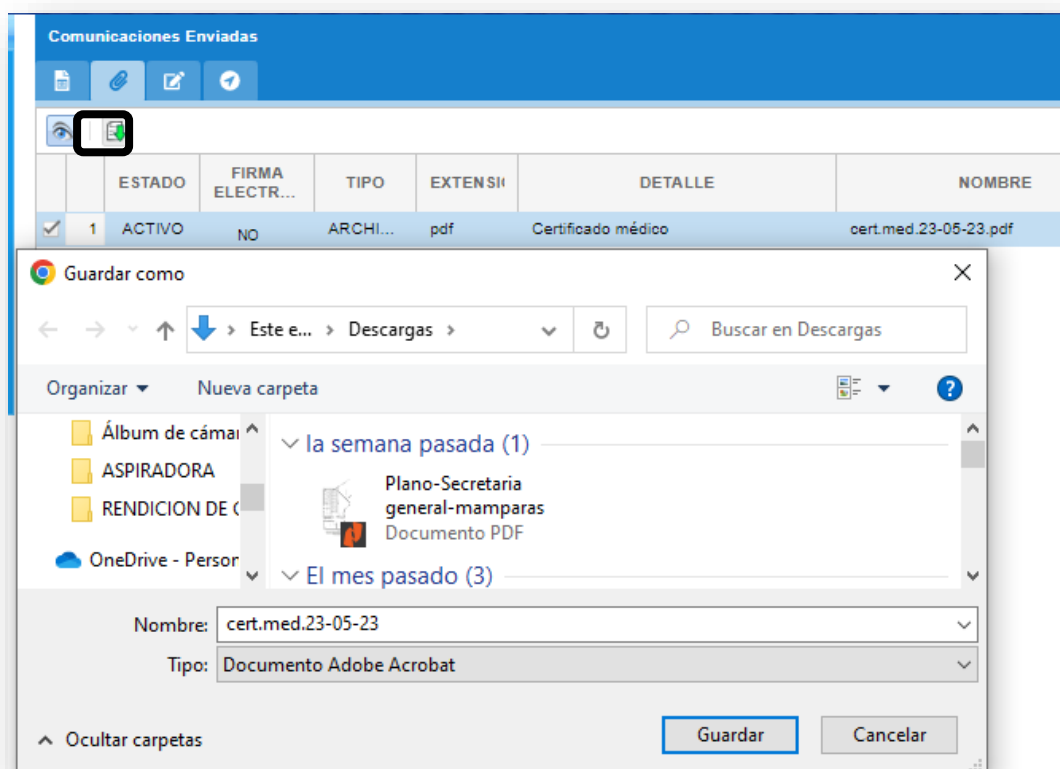 Comunicaciones Enviadas
ESTADO FIRMA ELECTR... TIPO EXTENSI DETALLE NOMBRE
1 ACTIVO NO ARCHI... pdf Certificado médico cert.med.23-05-23.pdf
Guardar como
Este e... › Descargas › Buscar en Descargas
Organizar Nueva carpeta
Álbum de cámar
la semana pasada (1)
ASPIRADORA
Plano-Secretaria
general-mamparas
Documento PDF
RENDICION DE
OneDrive - Person
El mes pasado (3)
Nombre: cert.med.23-05-23
Tipo: Documento Adobe Acrobat
Ocultar carpetas Guardar Cancelar